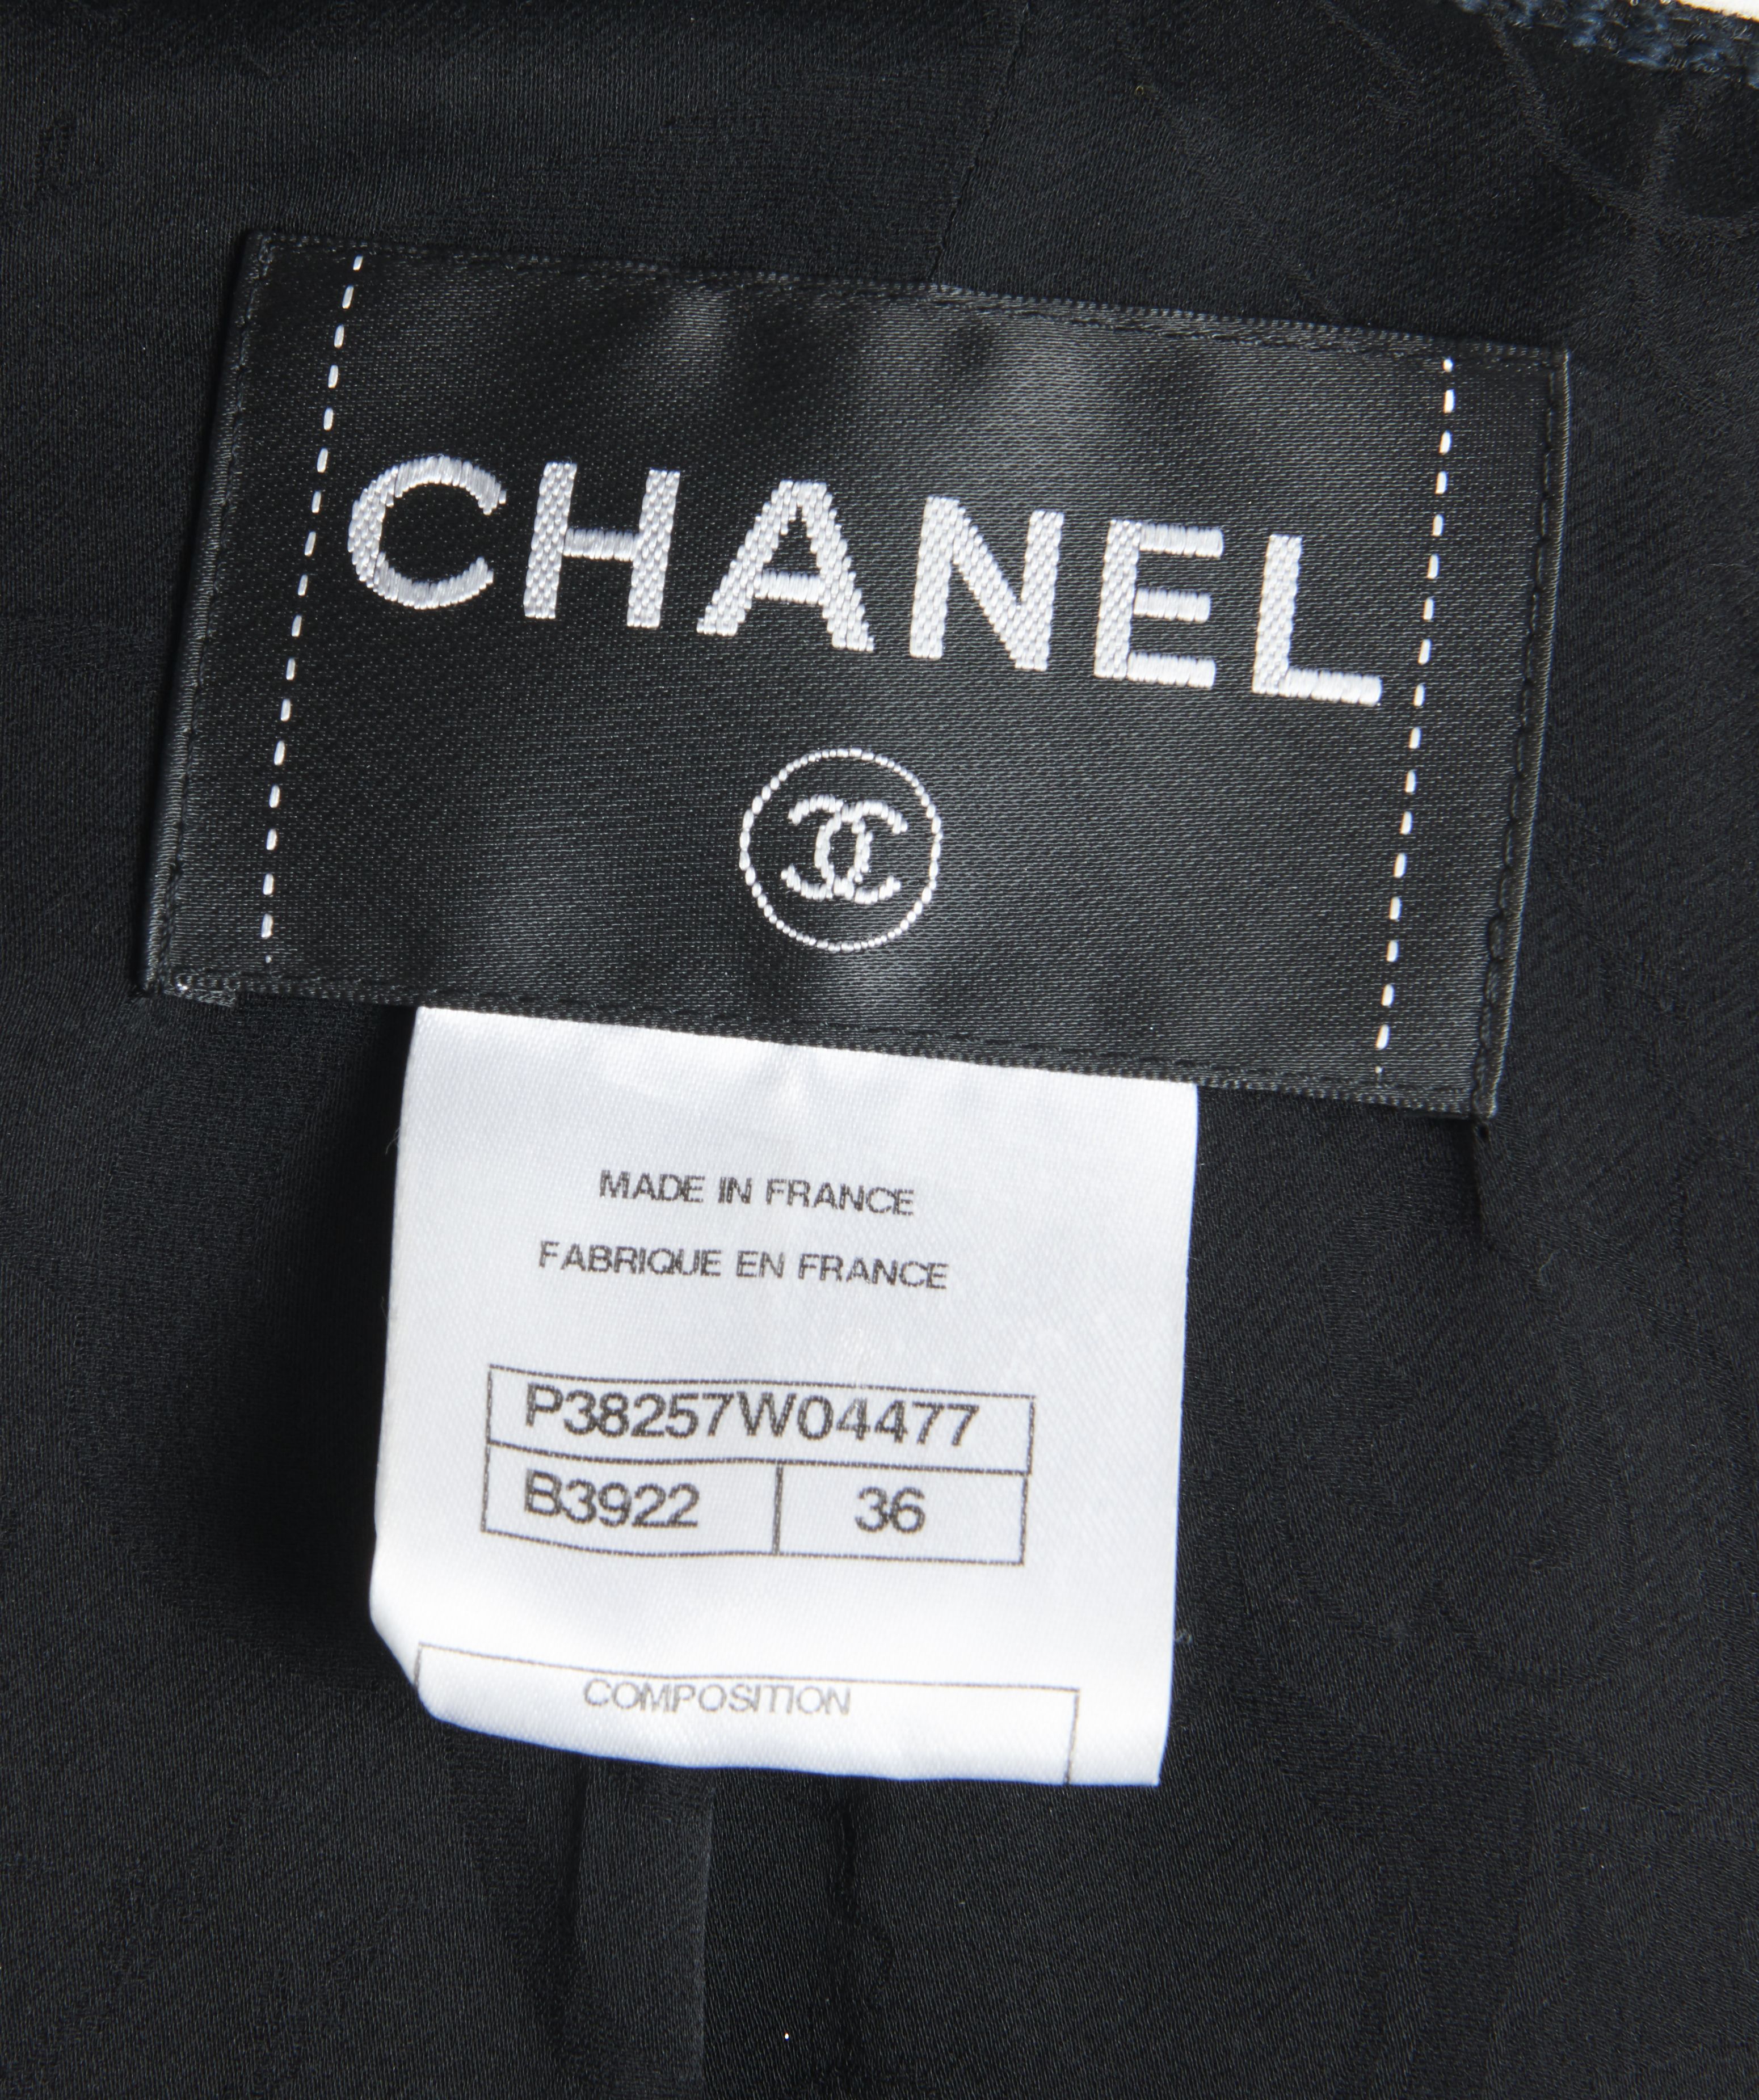 CHANEL
MADE IN FRANCE
FABRIQUE EN FRANCE
P38257W04477
B3922 36
COMPOSITION